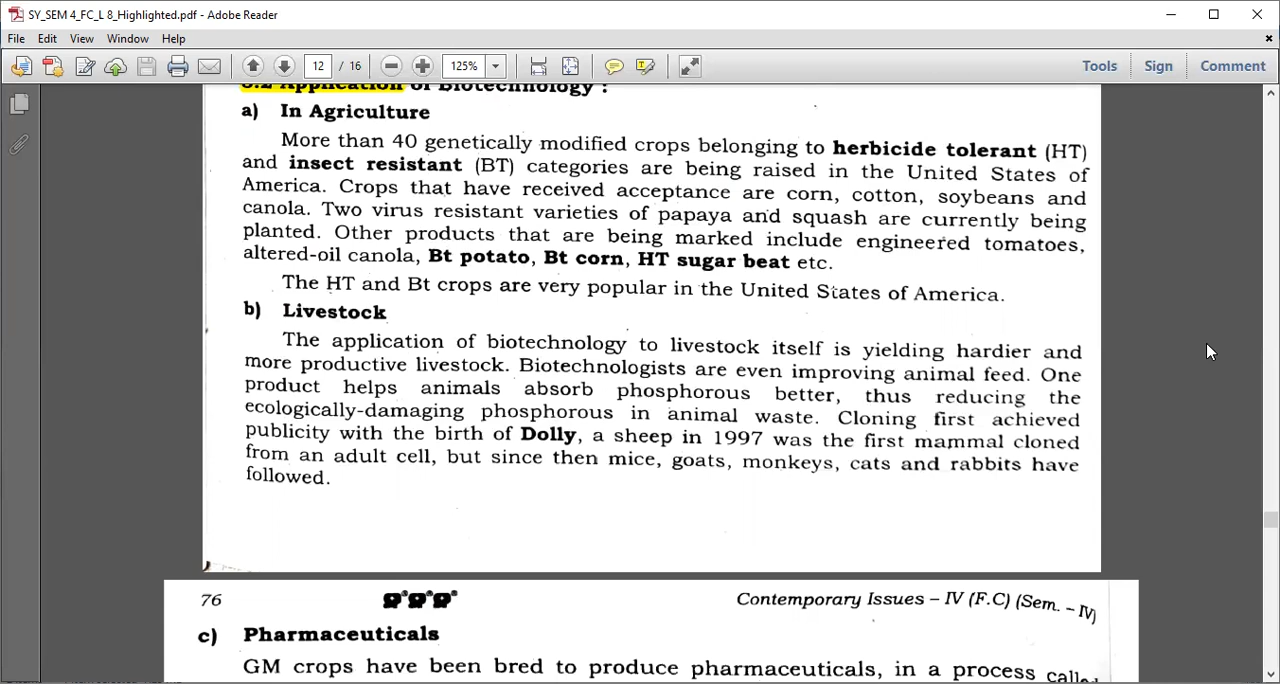 SY_SEM 4_FC_L 8_Highlighted.pdf - Adobe Reader
File Edit View Window Help
12 / 16 125% Tools Sign Comment
8.2 Application of Biotechnology :
a) In Agriculture
More than 40 genetically modified crops belonging to herbicide tolerant (HT)
and insect resistant (BT) categories are being raised in the United States of
America. Crops that have received acceptance are corn, cotton, soybeans and
canola. Two virus resistant varieties of papaya and squash are currently being
planted. Other products that are being marked include engineered tomatoes,
altered-oil canola, Bt potato, Bt corn, HT sugar beat etc.
The HT and Bt crops are very popular in the United States of America.
b) Livestock
The application of biotechnology to livestock itself is yielding hardier and
more productive livestock. Biotechnologists are even improving animal feed. One
product helps animals absorb phosphorous better, thus reducing the
ecologically-damaging phosphorous in animal waste. Cloning first achieved
publicity with the birth of Dolly, a sheep in 1997 was the first mammal cloned
from an adult cell, but since then mice, goats, monkeys, cats and rabbits have
followed.
76 Contemporary Issues – IV (F.C) (Sem. – IV)
c) Pharmaceuticals
GM crops have been bred to produce pharmaceuticals, in a process called